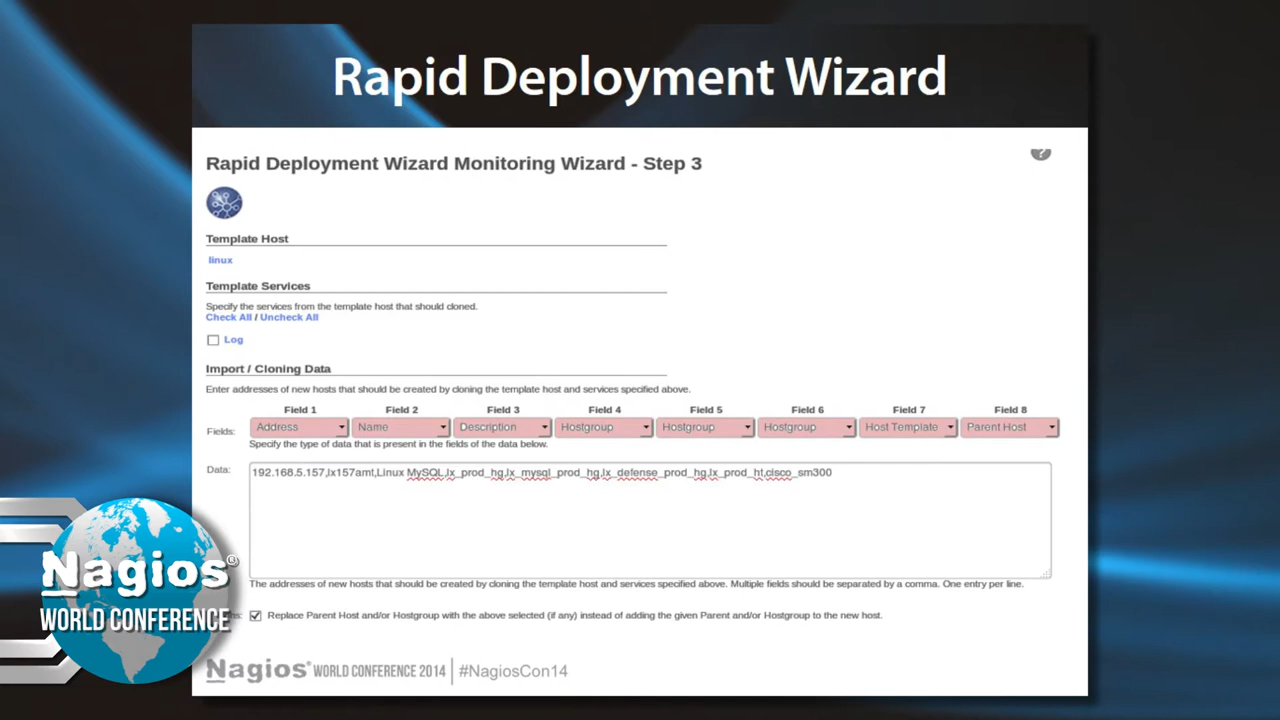 Rapid Deployment Wizard
Rapid Deployment Wizard Monitoring Wizard - Step 3
?
Template Host
linux
Template Services
Specify the services from the template host that should cloned.
Check All / Uncheck All
Log
Import / Cloning Data
Enter addresses of new hosts that should be created by cloning the template host and services specified above.
Field 1 Field 2 Field 3 Field 4 Field 5 Field 6 Field 7 Field 8
Fields: Address Name Description Hostgroup Hostgroup Hostgroup Host Template Parent Host
Specify the type of data that is present in the fields of the data below.
Data: 192.168.5.157,lx157amt,Linux MySQL,lx_prod_hg,lx_mysql_prod_hg,lx_defense_prod_hg,lx_prod_ht,cisco_sm300
The addresses of new hosts that should be created by cloning the template host and services specified above. Multiple fields should be separated by a comma. One entry per line.
Replace Parent Host and/or Hostgroup with the above selected (if any) instead of adding the given Parent and/or Hostgroup to the new host.
Nagios®
WORLD CONFERENCE
Nagios® WORLD CONFERENCE 2014 | #NagiosCon14